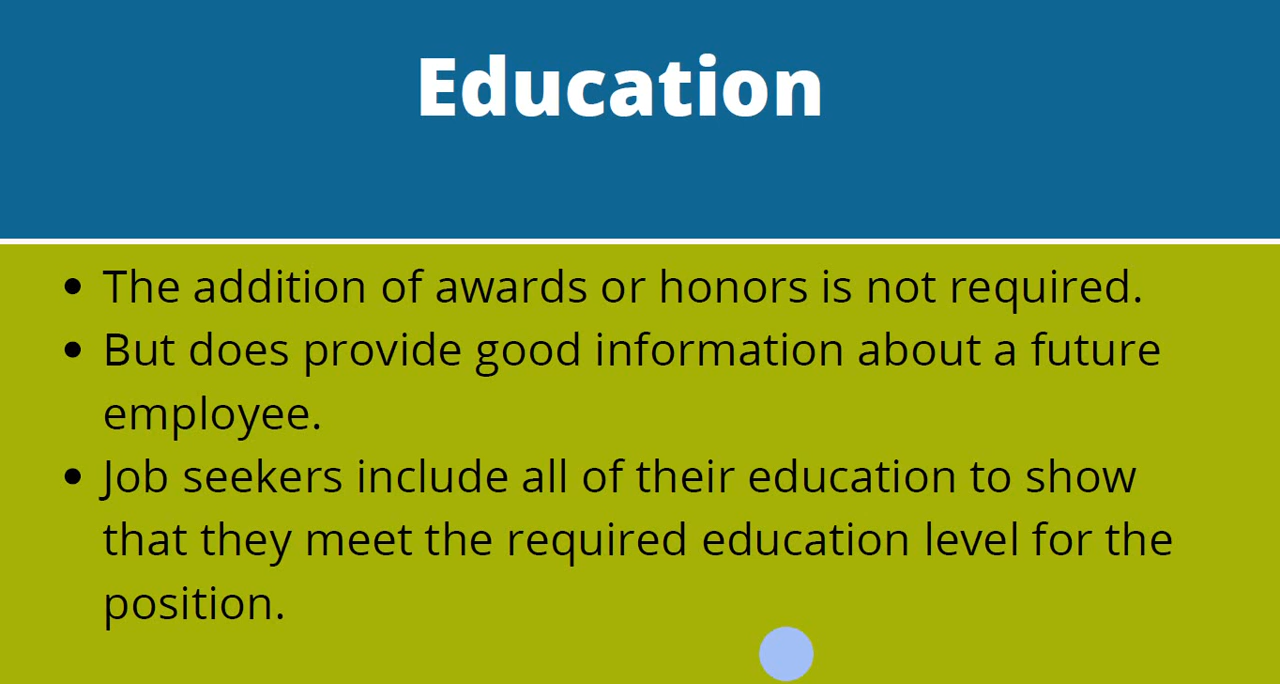 Education
• The addition of awards or honors is not required.
• But does provide good information about a future
employee.
• Job seekers include all of their education to show
that they meet the required education level for the
position.